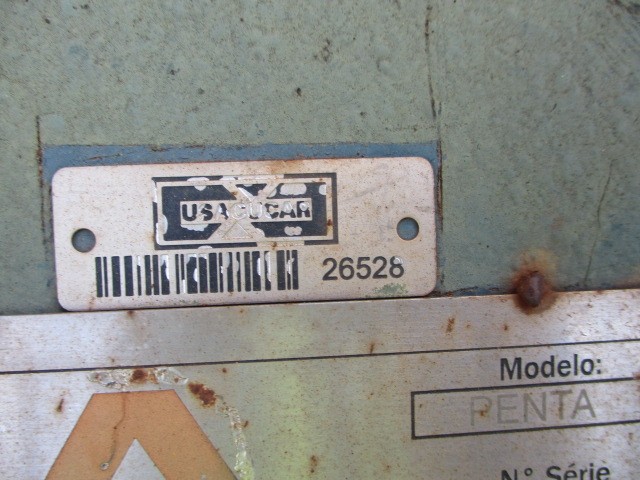 USAÇUCAR
26528
Modelo:
PENTA
Nº Série